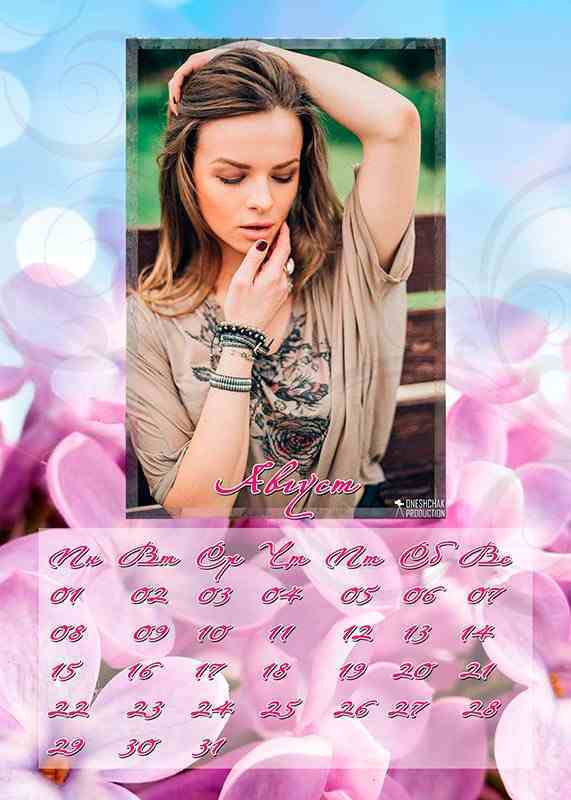 Август
ONESHCHAK
PRODUCTION
Пн Вт Ср Чт Пт Сб Вс
01 02 03 04 05 06 07
08 09 10 11 12 13 14
15 16 17 18 19 20 21
22 23 24 25 26 27 28
29 30 31